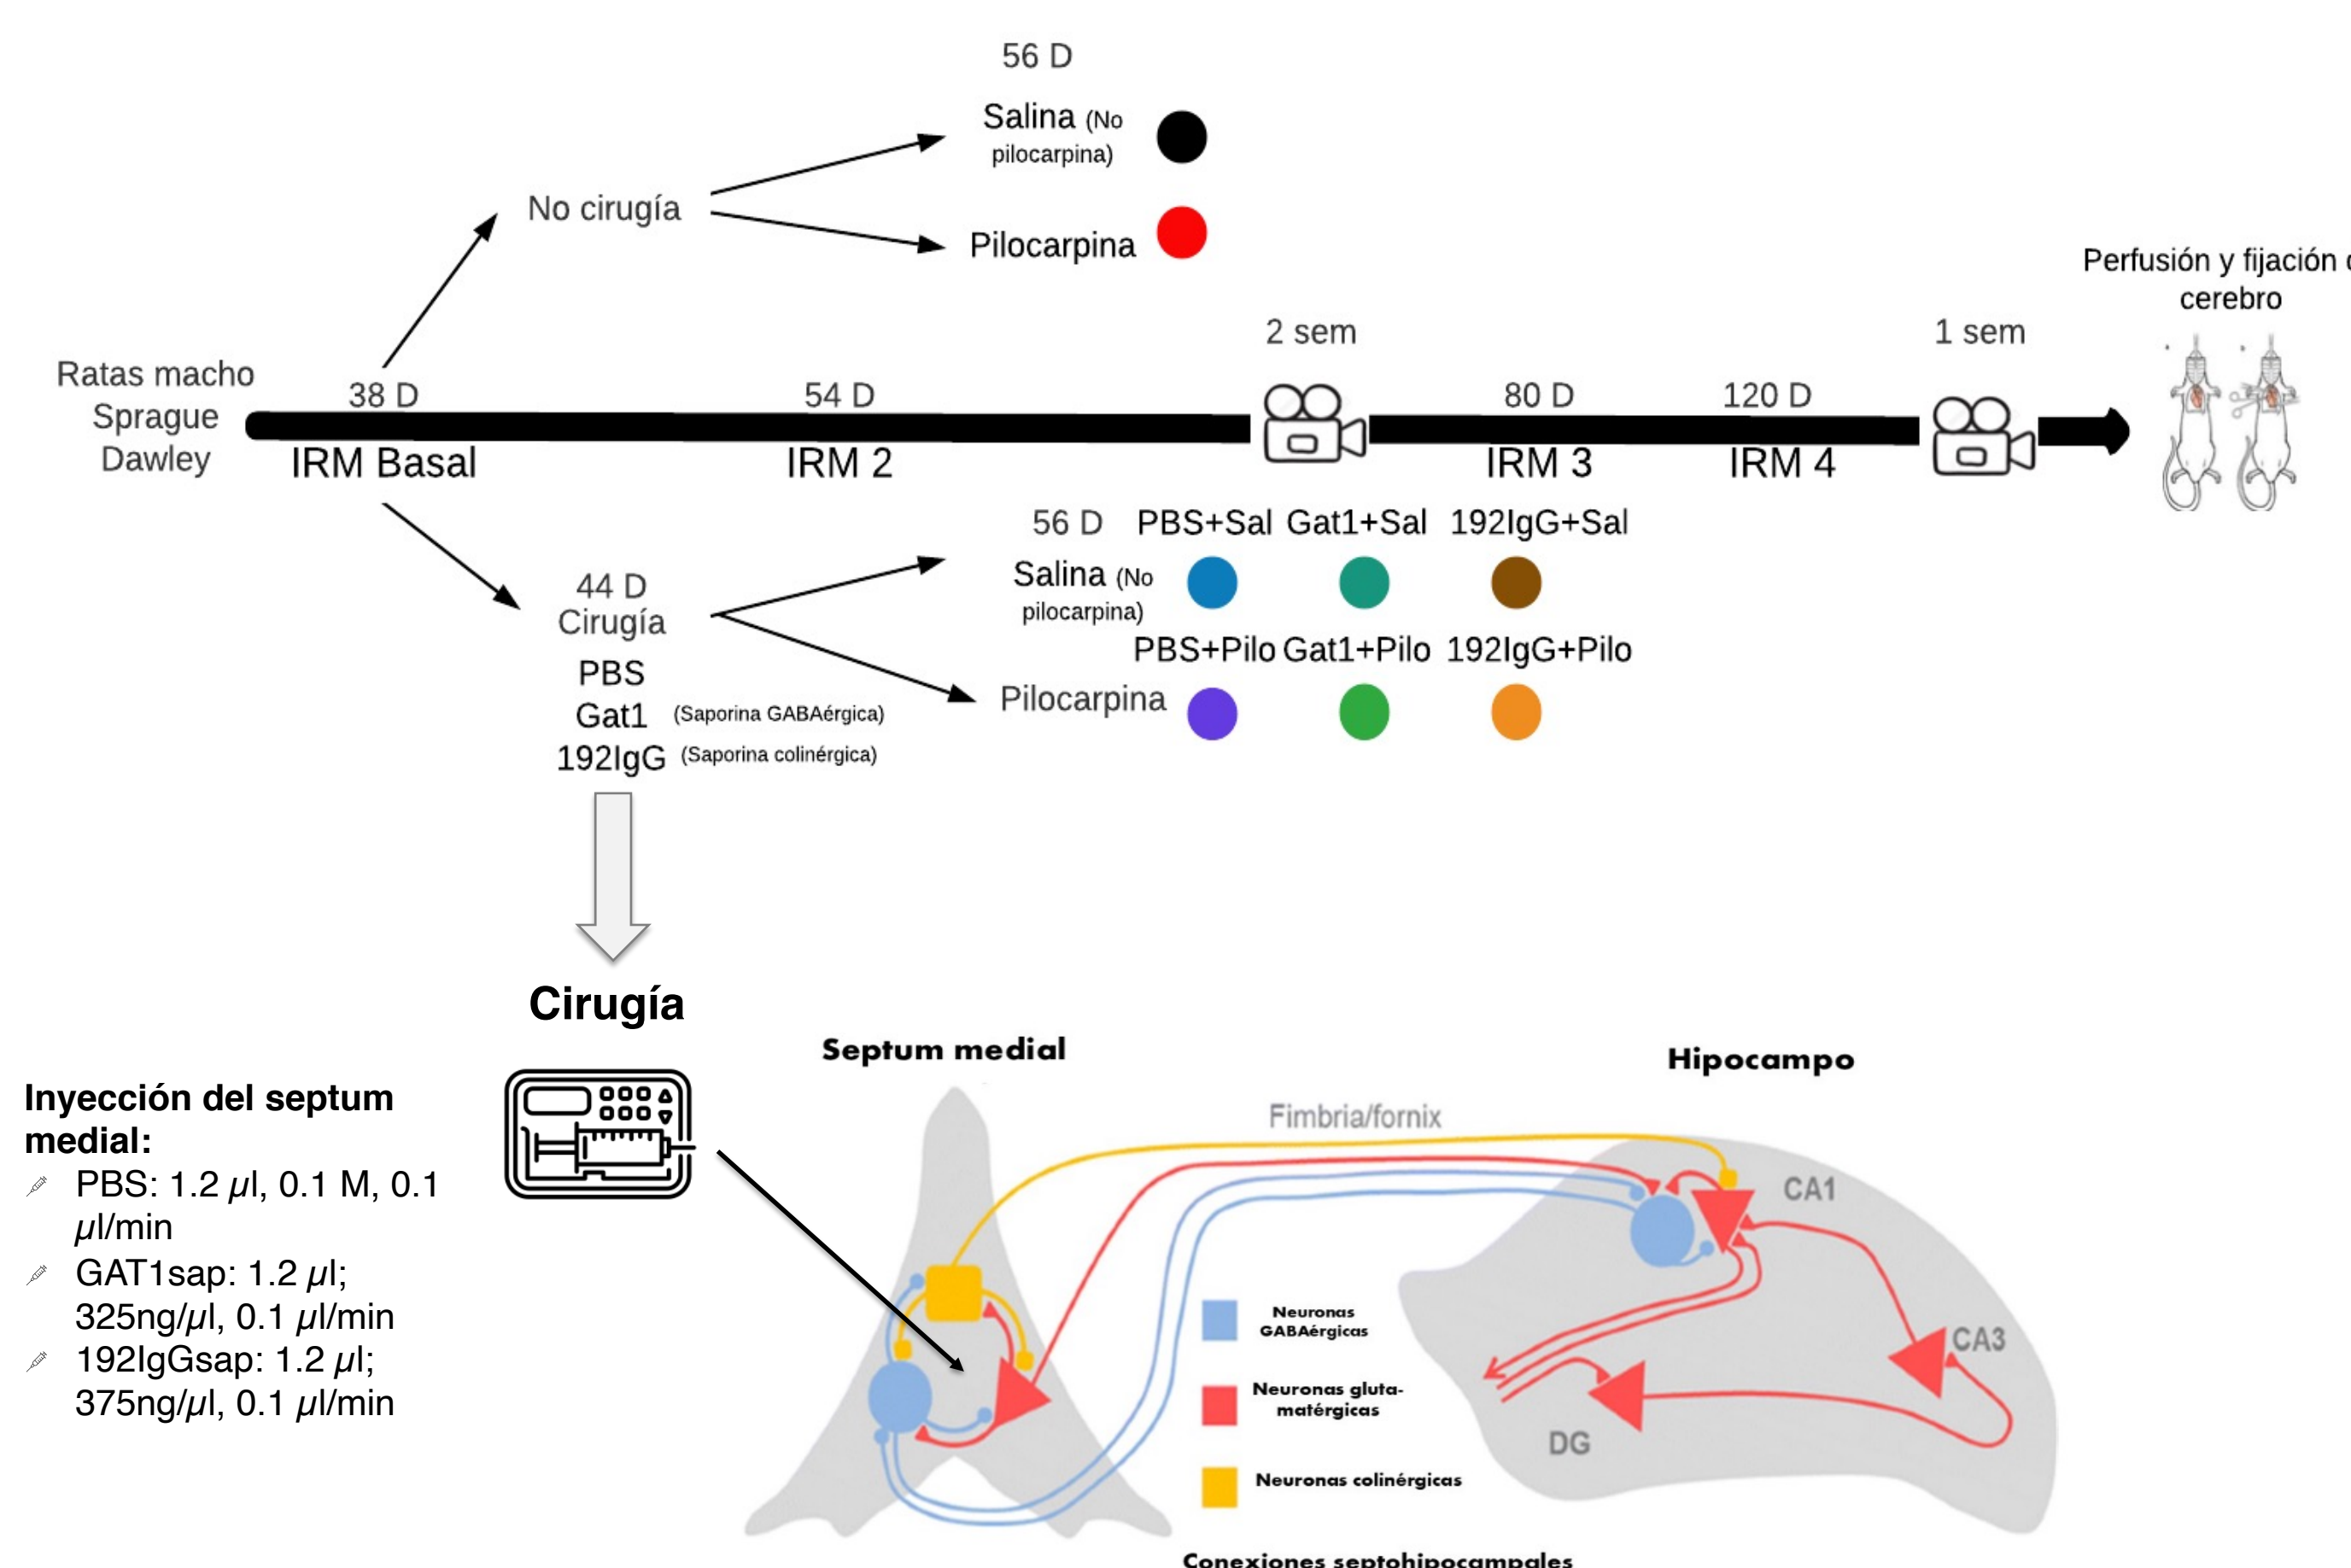 56 D
Salina (No
pilocarpina)
No cirugía
Pilocarpina
Perfusión y fijación
cerebro
2 sem
1 sem
Ratas macho
Sprague
Dawley
38 D
54 D
80 D
120 D
IRM Basal
IRM 2
IRM 3
IRM 4
56 D
PBS+Sal
Gat1+Sal
192IgG+Sal
Salina (No
pilocarpina)
44 D
Cirugía
PBS+Pilo
Gat1+Pilo
192IgG+Pilo
Pilocarpina
PBS
Gat1 (Saporina GABAérgica)
192IgG (Saporina colinérgica)
Cirugía
Inyección del septum
medial:
PBS: 1.2 µl, 0.1 M, 0.1
µl/min
GAT1sap: 1.2 µl;
325ng/µl, 0.1 µl/min
192IgGsap: 1.2 µl;
375ng/µl, 0.1 µl/min
Septum medial
Hipocampo
Fimbria/fornix
CA1
CA3
DG
Neuronas
GABAérgicas
Neuronas gluta-
matérgicas
Neuronas colinérgicas
Conexiones septohipocampales